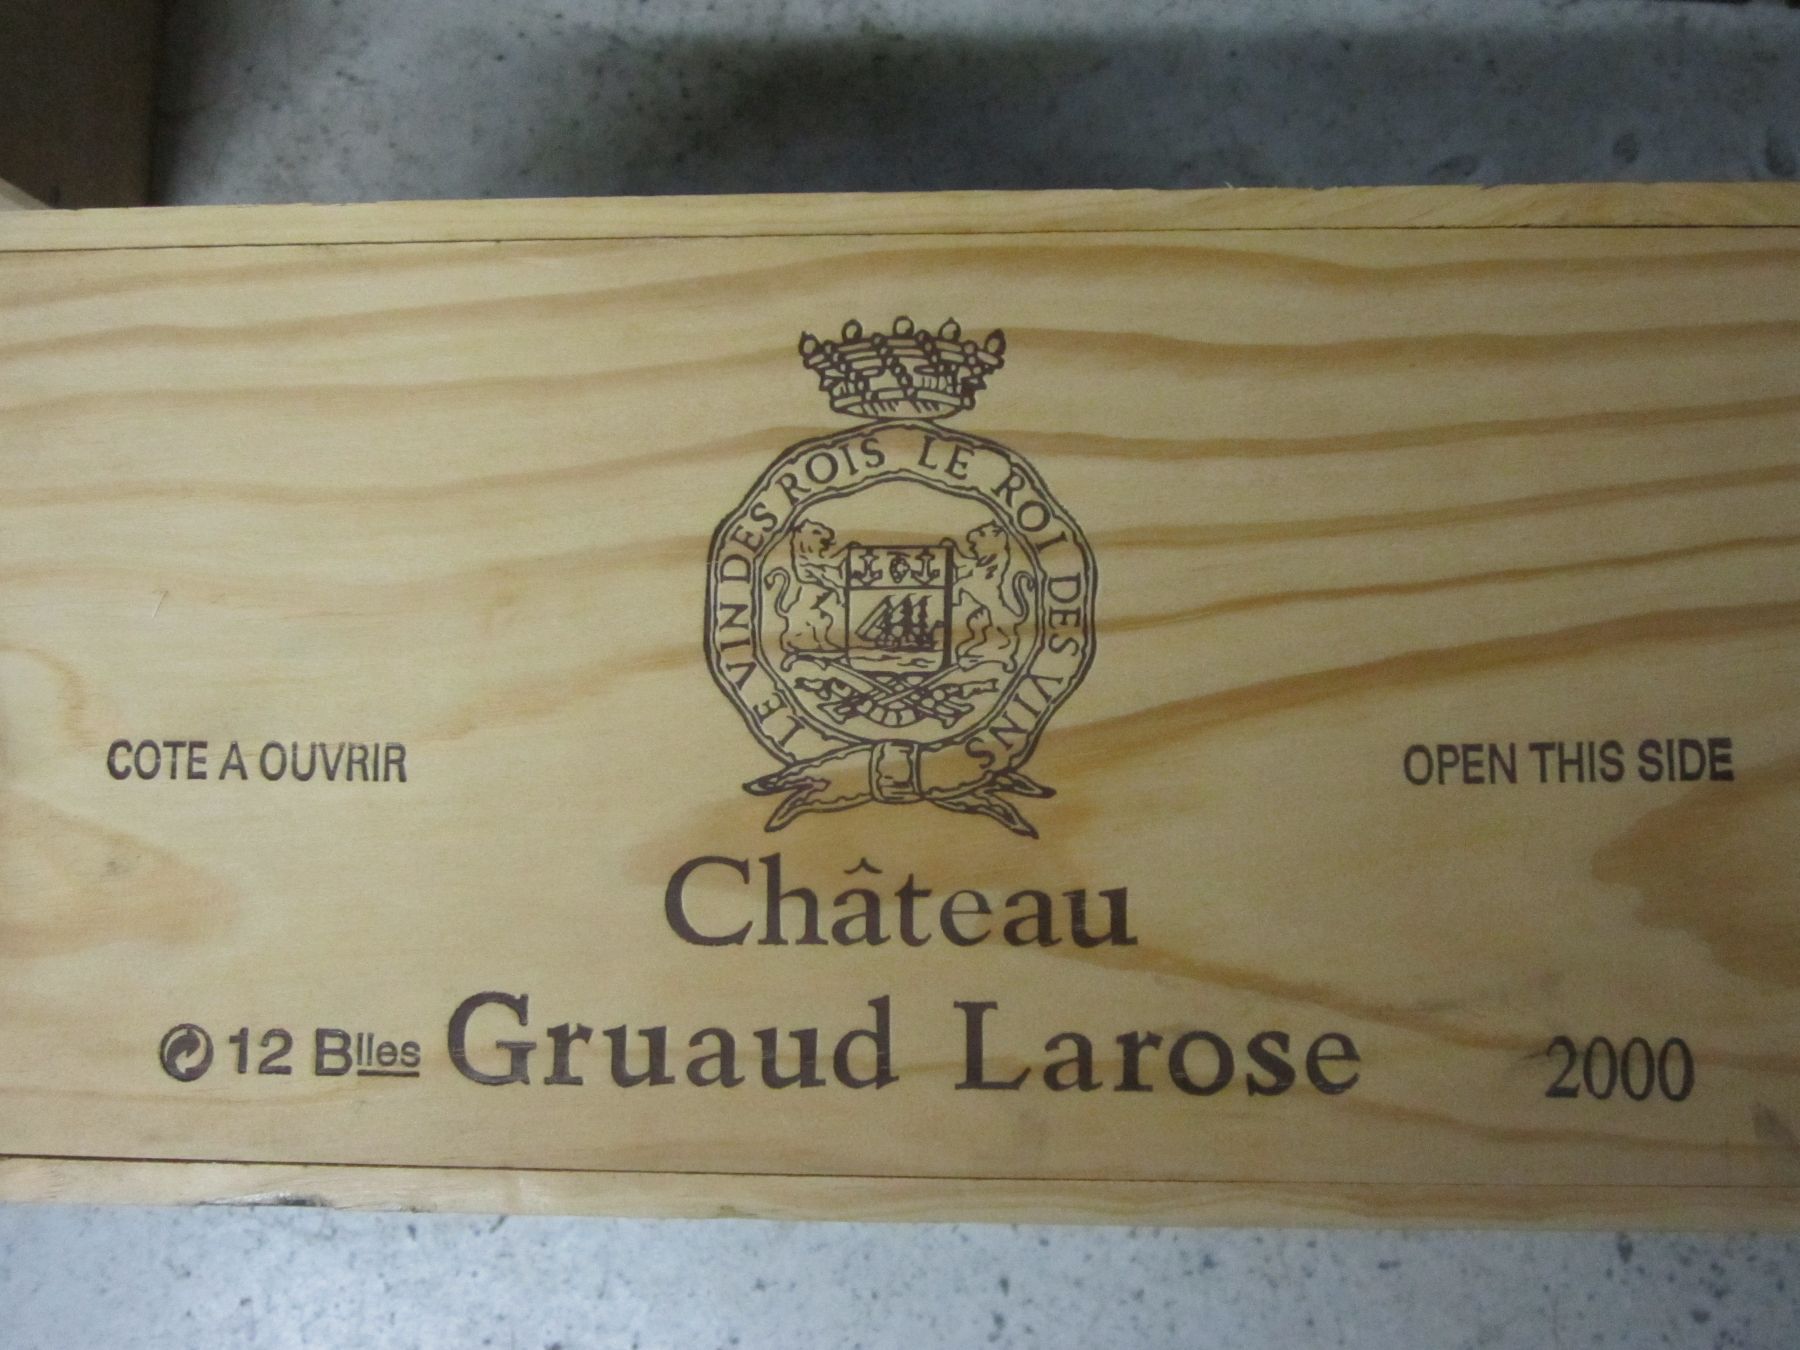 LE VIN DES ROIS LE ROI DES VINS
COTE A OUVRIR
OPEN THIS SIDE
Château
12 Blles Gruaud Larose 2000